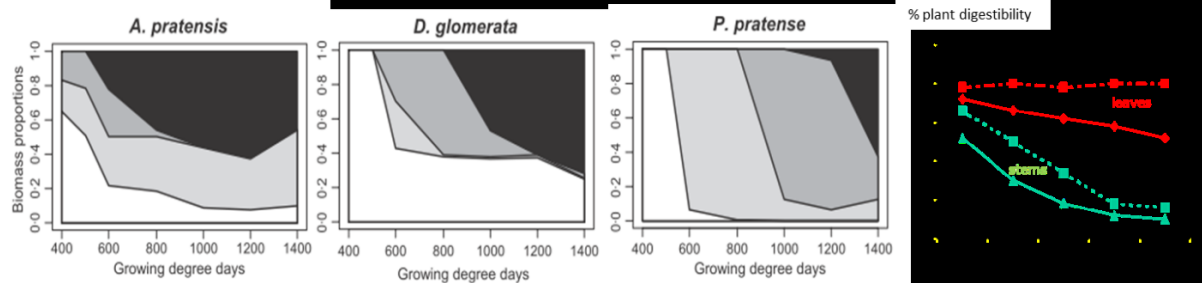 A. pratensis
Biomass proportions
1·0
0·8
0·6
0·4
0·2
0·0
400 600 800 1000 1200 1400
Growing degree days
D. glomerata
1·0
0·8
0·6
0·4
0·2
0·0
400 600 800 1000 1200 1400
Growing degree days
P. pratense
1·0
0·8
0·6
0·4
0·2
0·0
400 600 800 1000 1200 1400
Growing degree days
% plant digestibility
leaves
stems